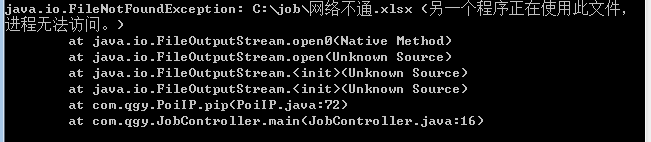 java.io.FileNotFoundException: C:\job\网络不通.xlsx (另一个程序正在使用此文件，
进程无法访问。)
at java.io.FileOutputStream.open0(Native Method)
at java.io.FileOutputStream.open(Unknown Source)
at java.io.FileOutputStream.<init>(Unknown Source)
at java.io.FileOutputStream.<init>(Unknown Source)
at com.qgy.PoiIP.pip(PoiIP.java:72)
at com.qgy.JobController.main(JobController.java:16)